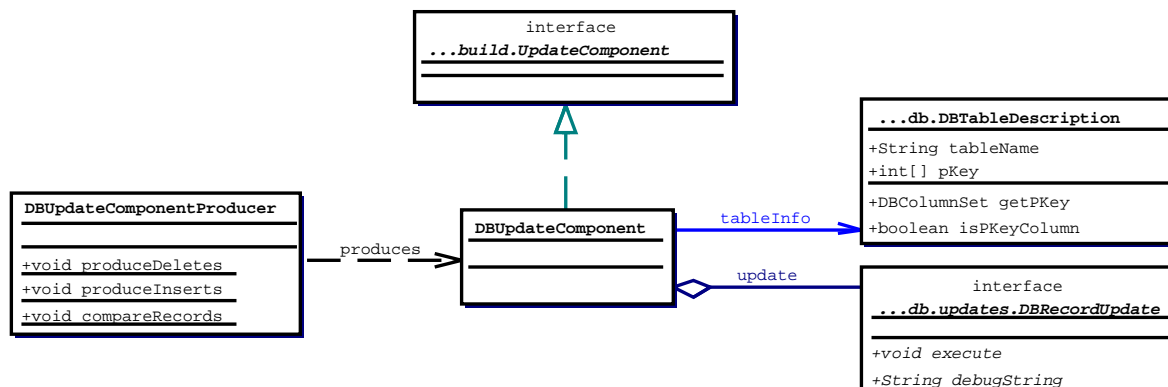 interface
...build.UpdateComponent
...db.DBTableDescription
+String tableName
+int[] pKey
+DBColumnSet getPKey
+boolean isPKeyColumn
DBUpdateComponentProducer
+void produceDeletes
+void produceInserts
+void compareRecords
produces
DBUpdateComponent
tableInfo
update
interface
...db.updates.DBRecordUpdate
+void execute
+String debugString